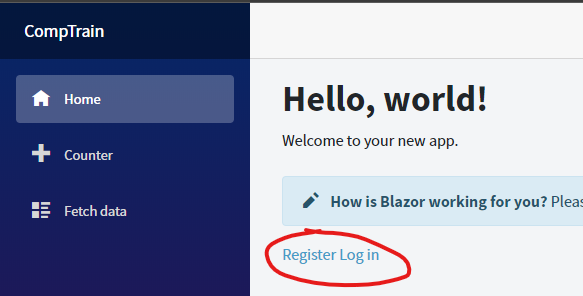 CompTrain
Home
Counter
Fetch data
Hello, world!
Welcome to your new app.
How is Blazor working for you? Pleas
Register Log in